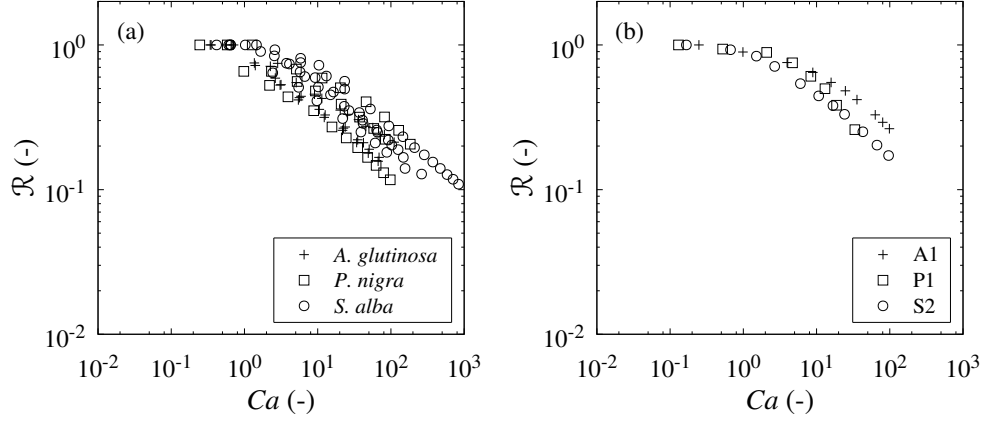 (a)
ℛ (-)
10^0
10^-1
10^-2
+ A. glutinosa
□ P. nigra
○ S. alba
10^-2 10^-1 10^0 10^1 10^2 10^3
Ca (-)
(b)
ℛ (-)
10^0
10^-1
10^-2
+ A1
□ P1
○ S2
10^-2 10^-1 10^0 10^1 10^2 10^3
Ca (-)